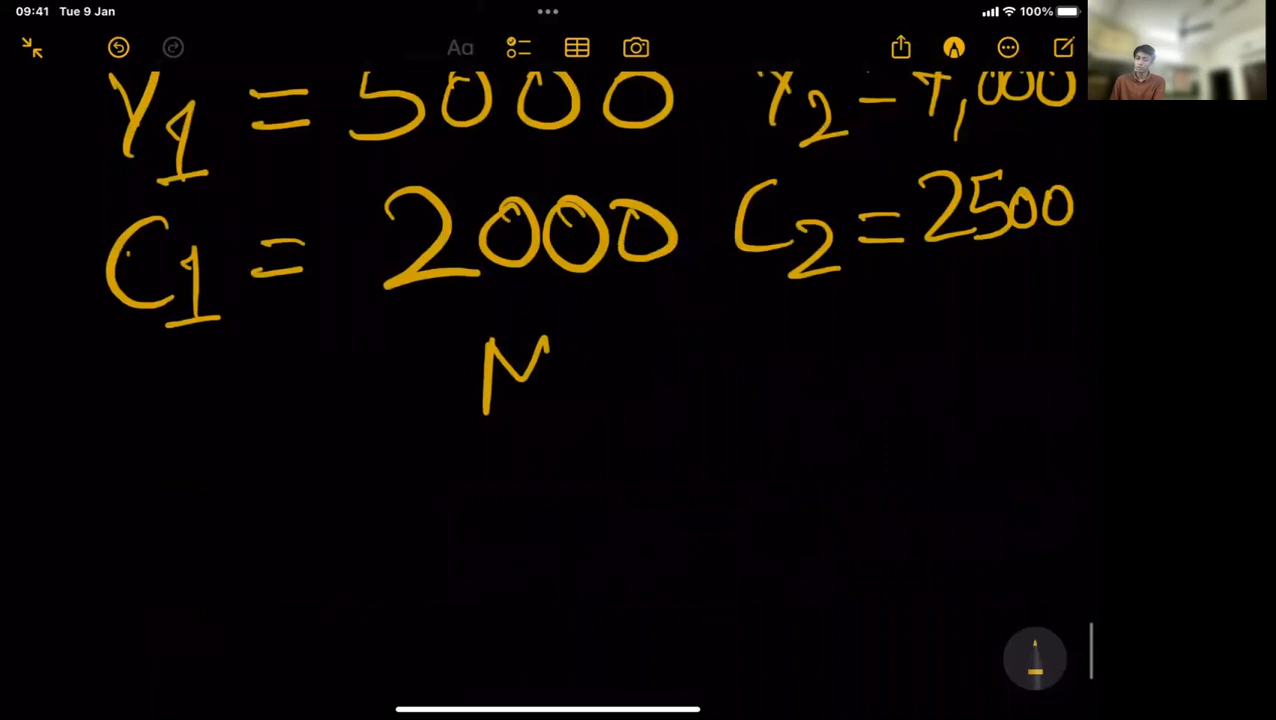 09:41 Tue 9 Jan 100%
Aa
Y1 = 5000
C1 = 2000 C2 = 2500